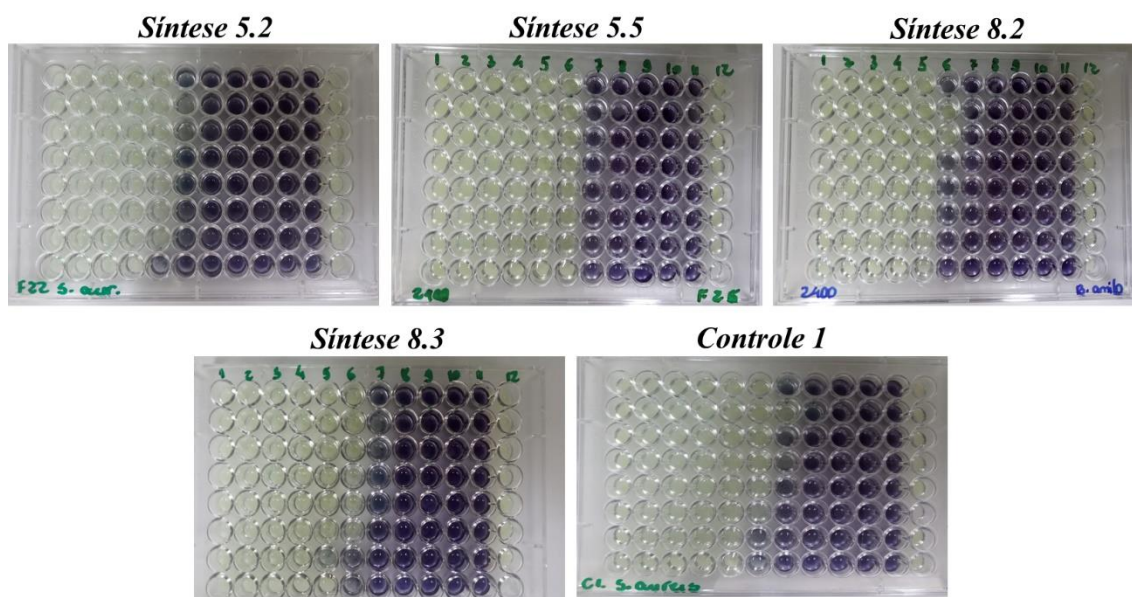 Síntese 5.2
Síntese 5.5
Síntese 8.2
1 2 3 4 5 6 7 8 9 10 11 12
1 2 3 4 5 6 7 8 9 10 11 12
F22 S. aur.
2400
2400
B. amilo
Síntese 8.3
Controle 1
1 2 3 4 5 6 7 8 9 10 11 12
S. aureus